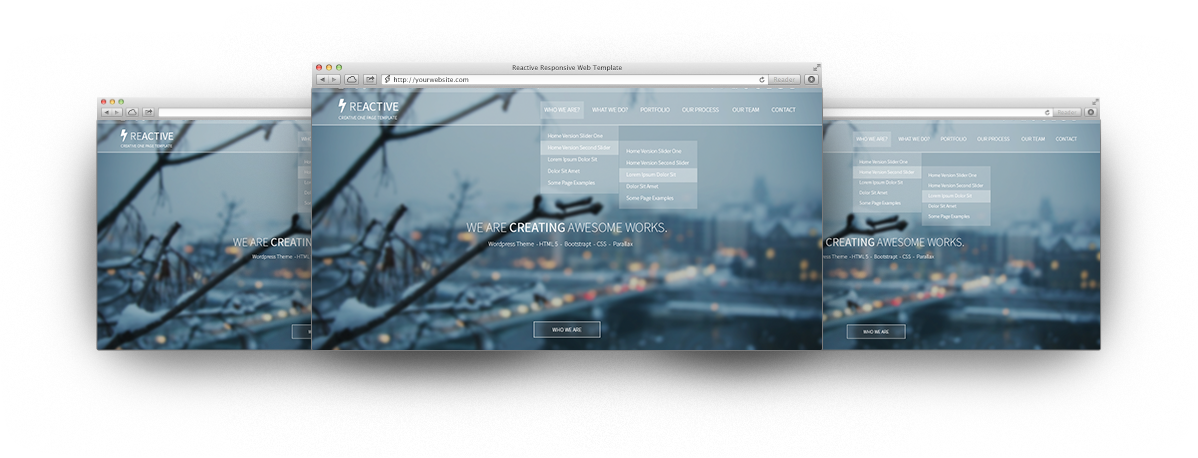 Reactive Responsive Web Template
http://yourwebsite.com
Reader
REACTIVE
CREATIVE ONE PAGE TEMPLATE
WHO WE ARE? WHAT WE DO? PORTFOLIO OUR PROCESS OUR TEAM CONTACT
Home Version Slider One
Home Version Second Slider
Lorem Ipsum Dolor Sit
Dolor Sit Amet
Some Page Examples
Home Version Slider One
Home Version Second Slider
Lorem Ipsum Dolor Sit
Dolor Sit Amet
Some Page Examples
WE ARE CREATING AWESOME WORKS.
Wordpress Theme - HTML 5 - Bootstrapt - CSS - Parallax
WHO WE ARE
REACTIVE
CREATIVE ONE PAGE TEMPLATE
WE ARE CREATIN
Wordpress Theme - HTML
Reader
WHO WE ARE? WHAT WE DO? PORTFOLIO OUR PROCESS OUR TEAM CONTACT
Home Version Slider One
Home Version Second Slider
Lorem Ipsum Dolor Sit
Dolor Sit Amet
Some Page Examples
Home Version Slider One
Home Version Second Slider
Lorem Ipsum Dolor Sit
Dolor Sit Amet
Some Page Examples
CREATING AWESOME WORKS.
HTML 5 - Bootstrapt - CSS - Parallax
WHO WE ARE